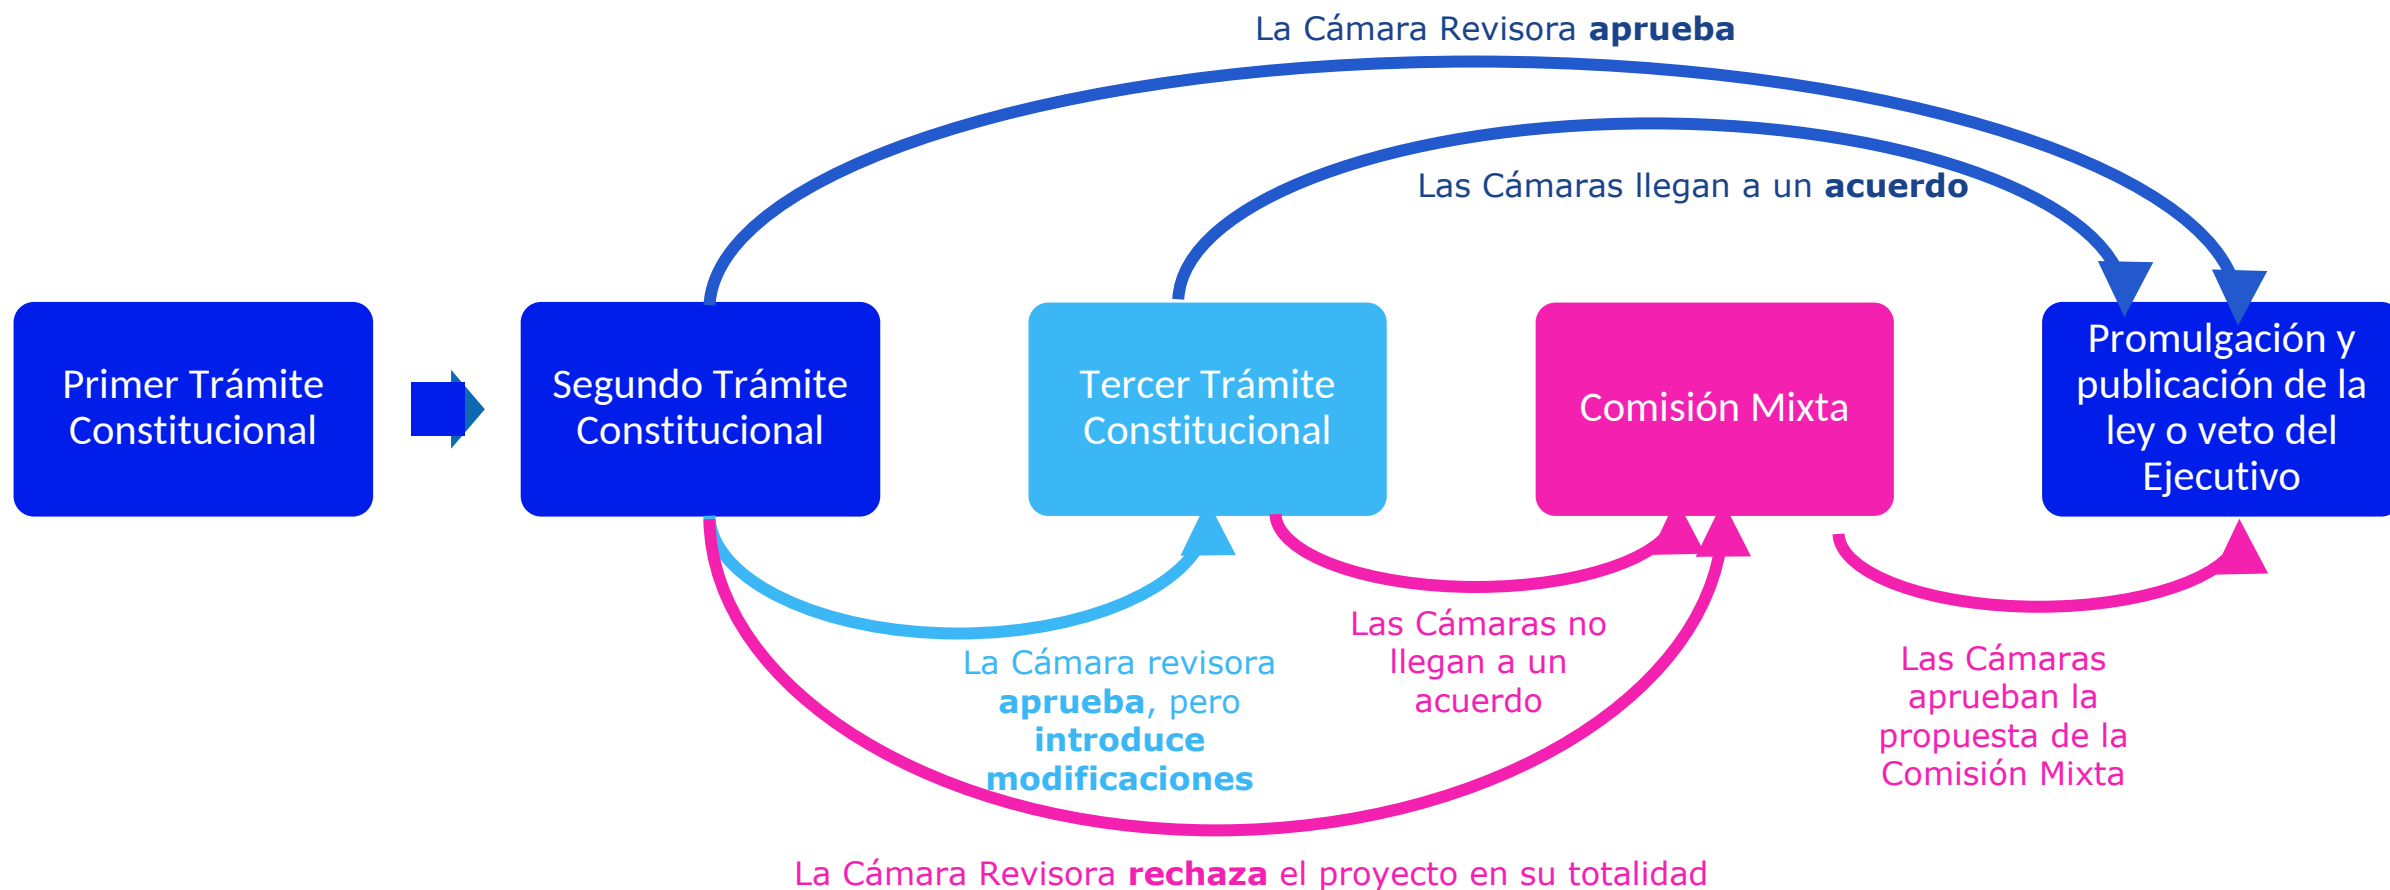 La Cámara Revisora aprueba
Las Cámaras llegan a un acuerdo
Primer Trámite
Constitucional
Segundo Trámite
Constitucional
Tercer Trámite
Constitucional
Comisión Mixta
Promulgación y
publicación de la
ley o veto del
Ejecutivo
La Cámara revisora
aprueba, pero
introduce
modificaciones
Las Cámaras no
llegan a un
acuerdo
Las Cámaras
aprueban la
propuesta de la
Comisión Mixta
La Cámara Revisora rechaza el proyecto en su totalidad